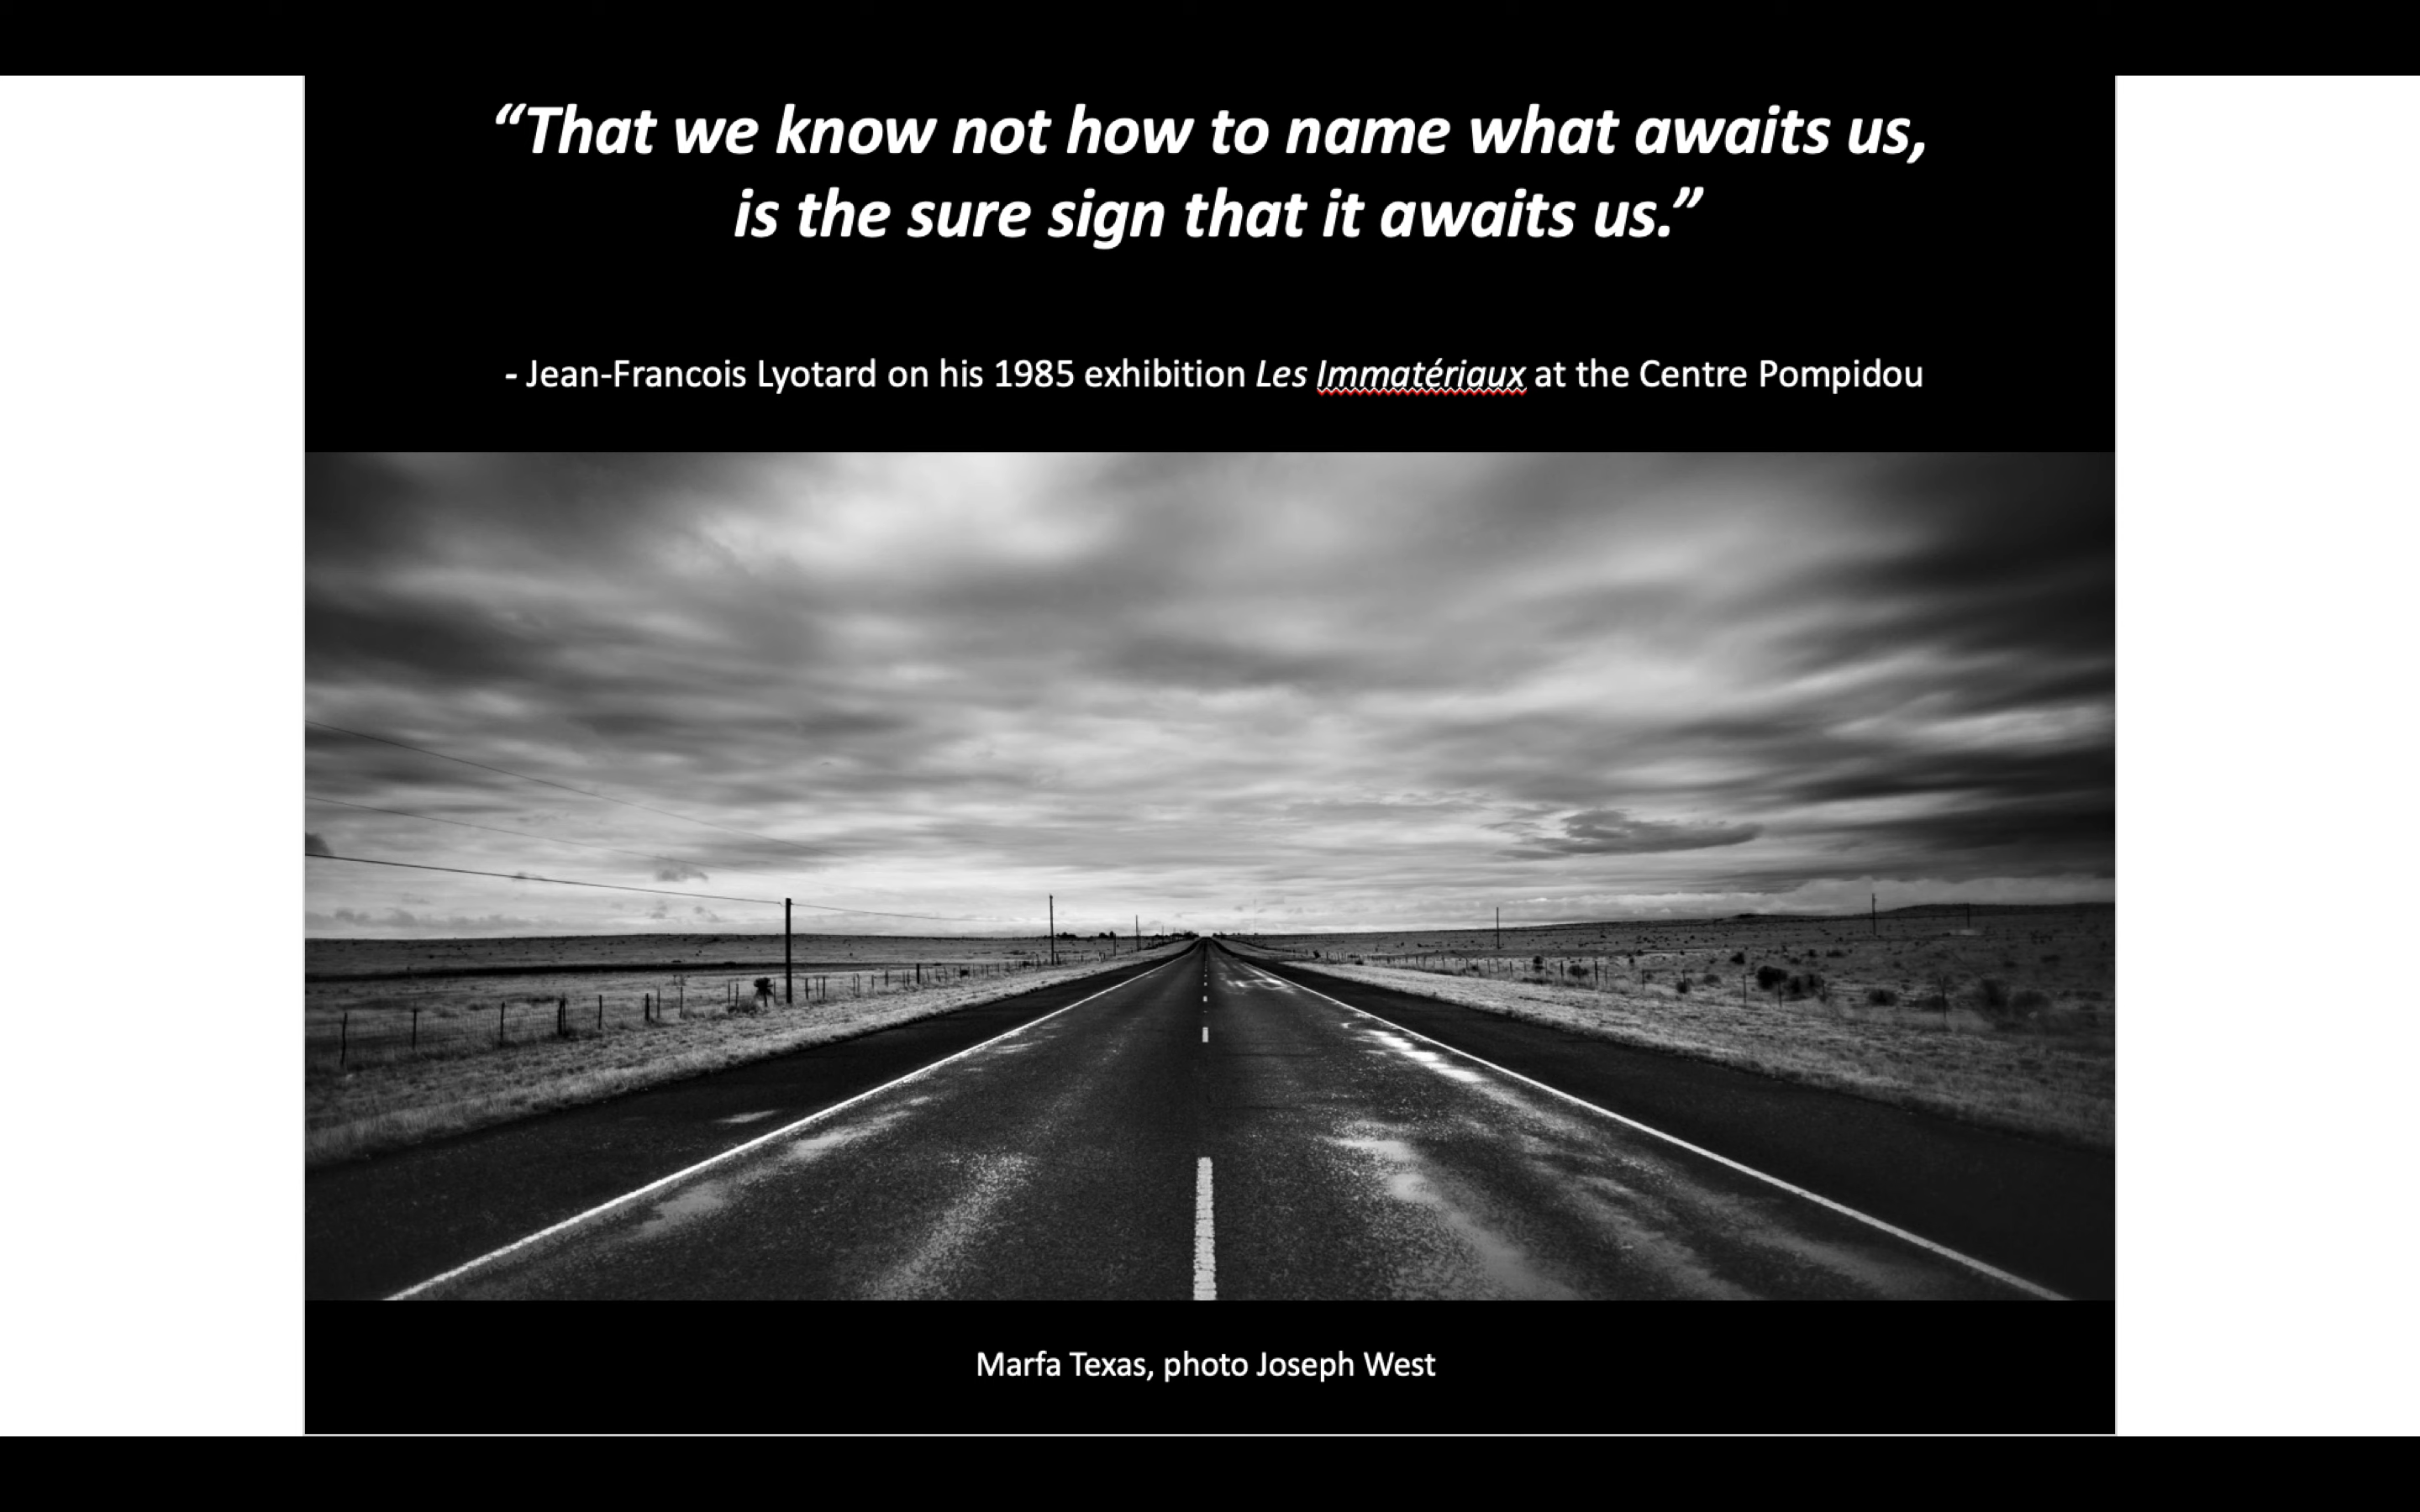 “That we know not how to name what awaits us,
is the sure sign that it awaits us.”
- Jean-Francois Lyotard on his 1985 exhibition Les Immatériaux at the Centre Pompidou
Marfa Texas, photo Joseph West